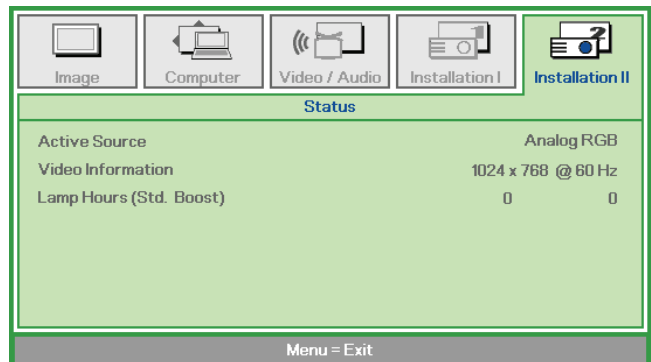 Image Computer Video / Audio Installation I Installation II
Status
Active Source Analog RGB
Video Information 1024 x 768 @ 60 Hz
Lamp Hours (Std. Boost) 0 0
Menu = Exit